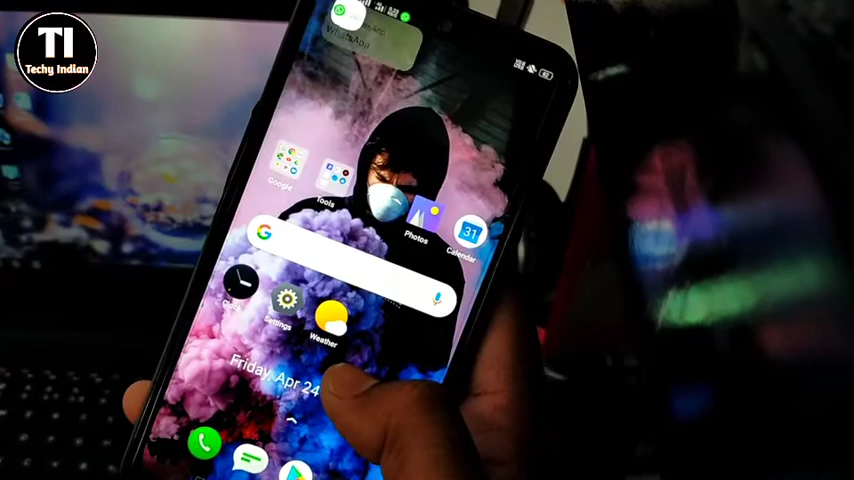 TI
Techy Indian
WhatsApp
Google
Tools
Photos
31
Calendar
G
Settings
Weather
Friday, Apr 24